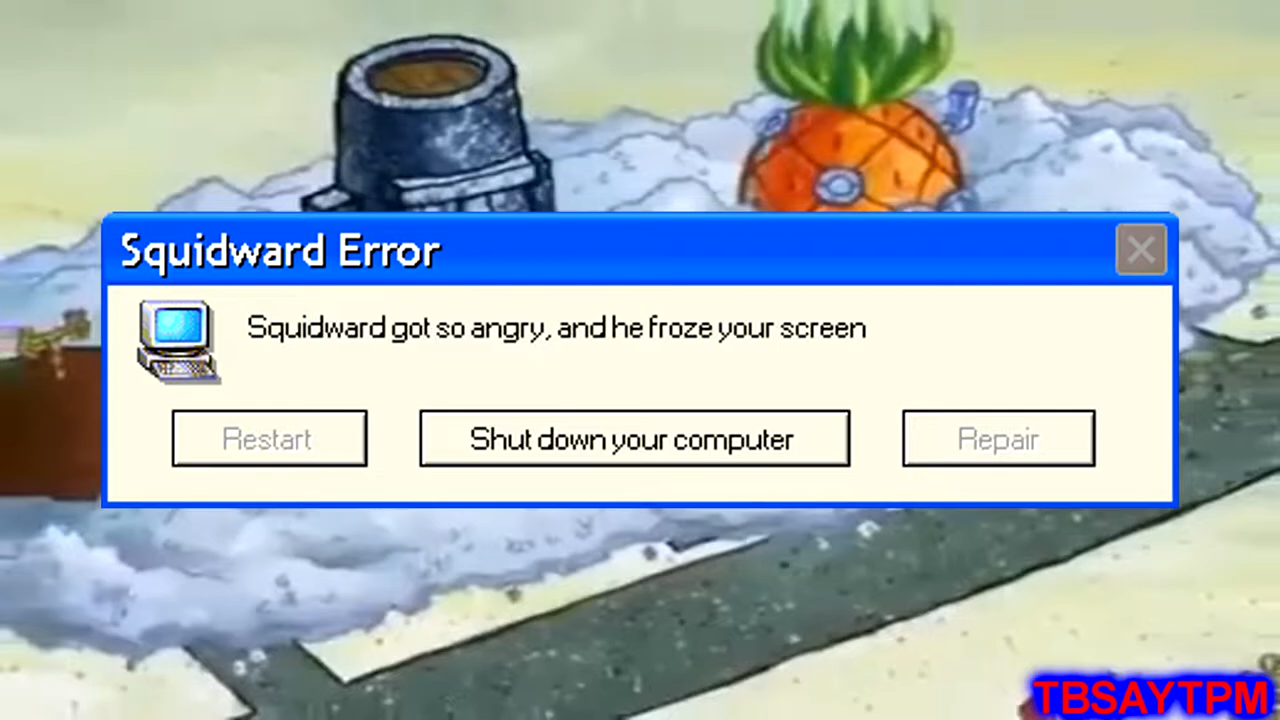 Squidward Error
Squidward got so angry, and he froze your screen
Restart
Shut down your computer
Repair
TBSAYTPM